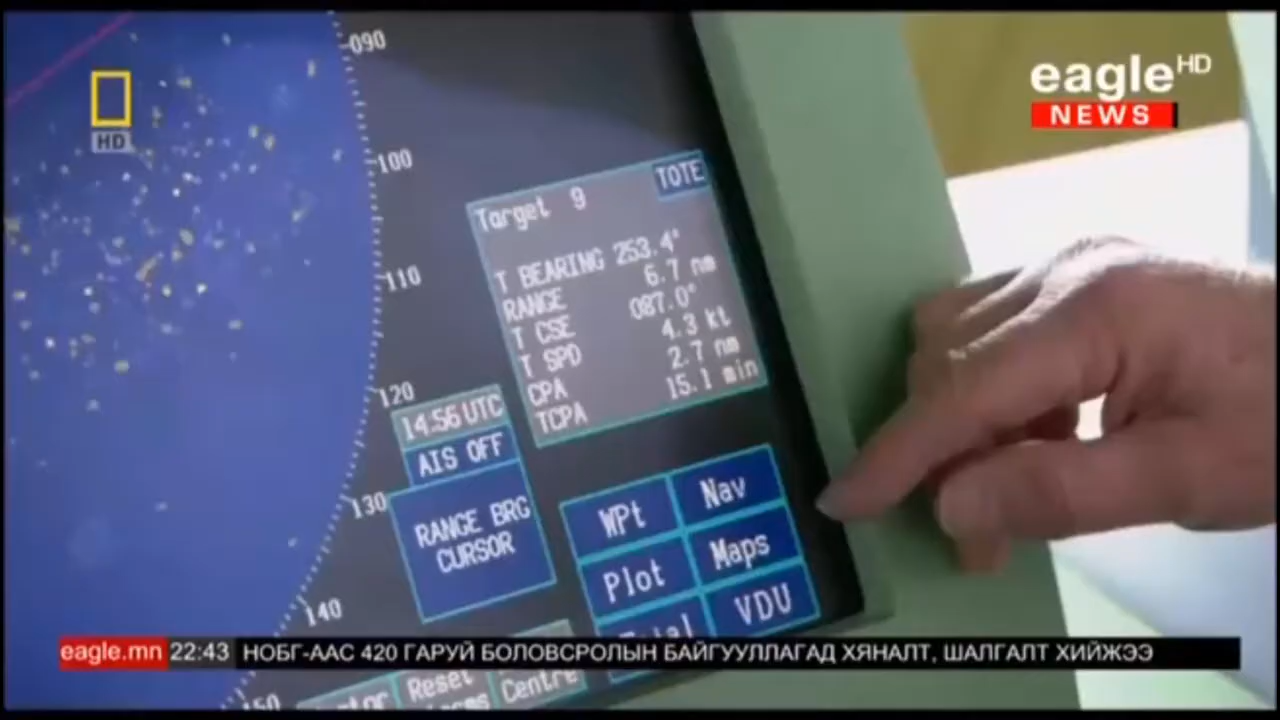 090
100
110
120
130
140
150
HD
eagle HD
NEWS
TOTE
Target 9
T BEARING 253.4°
RANGE 6.7 nm
T CSE 087.0°
T SPD 4.3 kt
CPA 2.7 nm
TCPA 15.1 min
14:56 UTC
AIS OFF
RANGE BRG
CURSOR
WPt
Nav
Plot
Maps
VDU
Reset
Centre
eagle.mn 22:43 НОБГ-ААС 420 ГАРУЙ БОЛОВСРОЛЫН БАЙГУУЛЛАГАД ХЯНАЛТ, ШАЛГАЛТ ХИЙЖЭЭ